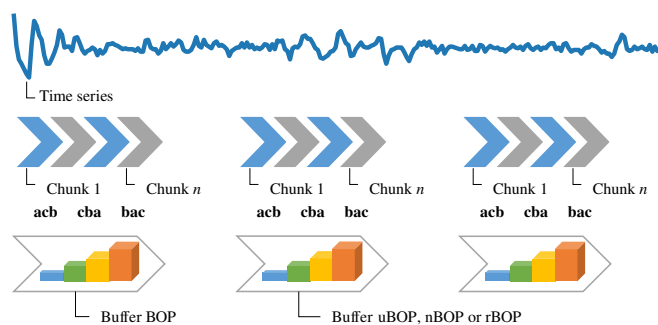 Time series
Chunk 1 Chunk n Chunk 1 Chunk n Chunk 1 Chunk n
acb cba bac acb cba bac acb cba bac
Buffer BOP Buffer uBOP, nBOP or rBOP